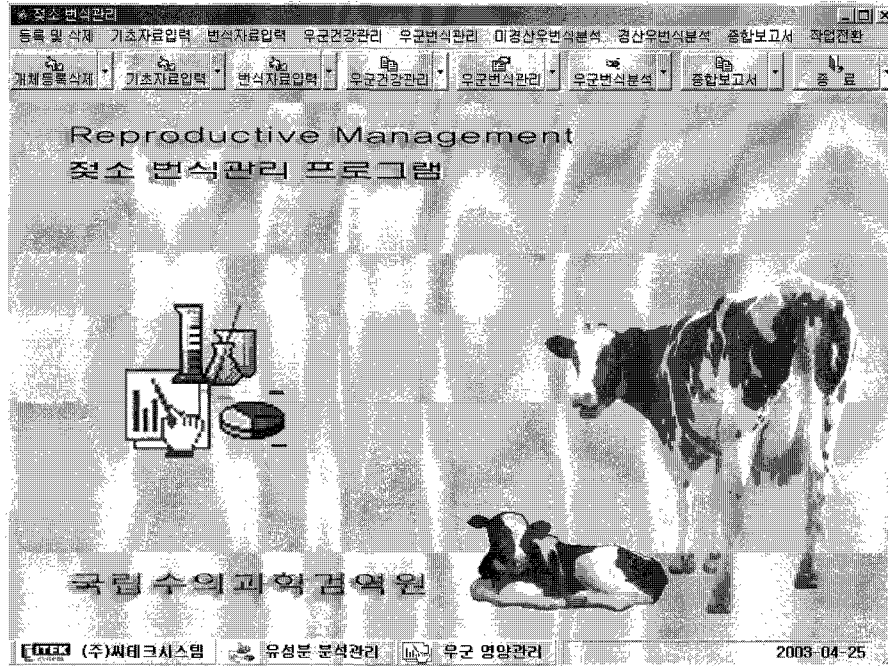 젖소 번식관리
등록 및 삭제 기초자료입력 번식자료입력 우군건강관리 우군번식관리 미경산우번식분석 경산우번식분석 종합보고서 작업전환
개체등록삭제 기초자료입력 번식자료입력 우군건강관리 우군번식관리 우군번식분석 종합보고서 종 료
Reproductive Management
젖소 번식관리 프로그램
국립수의과학검역원
(주)씨테크시스템 유성분 분석관리 우군 영양관리 2003-04-25